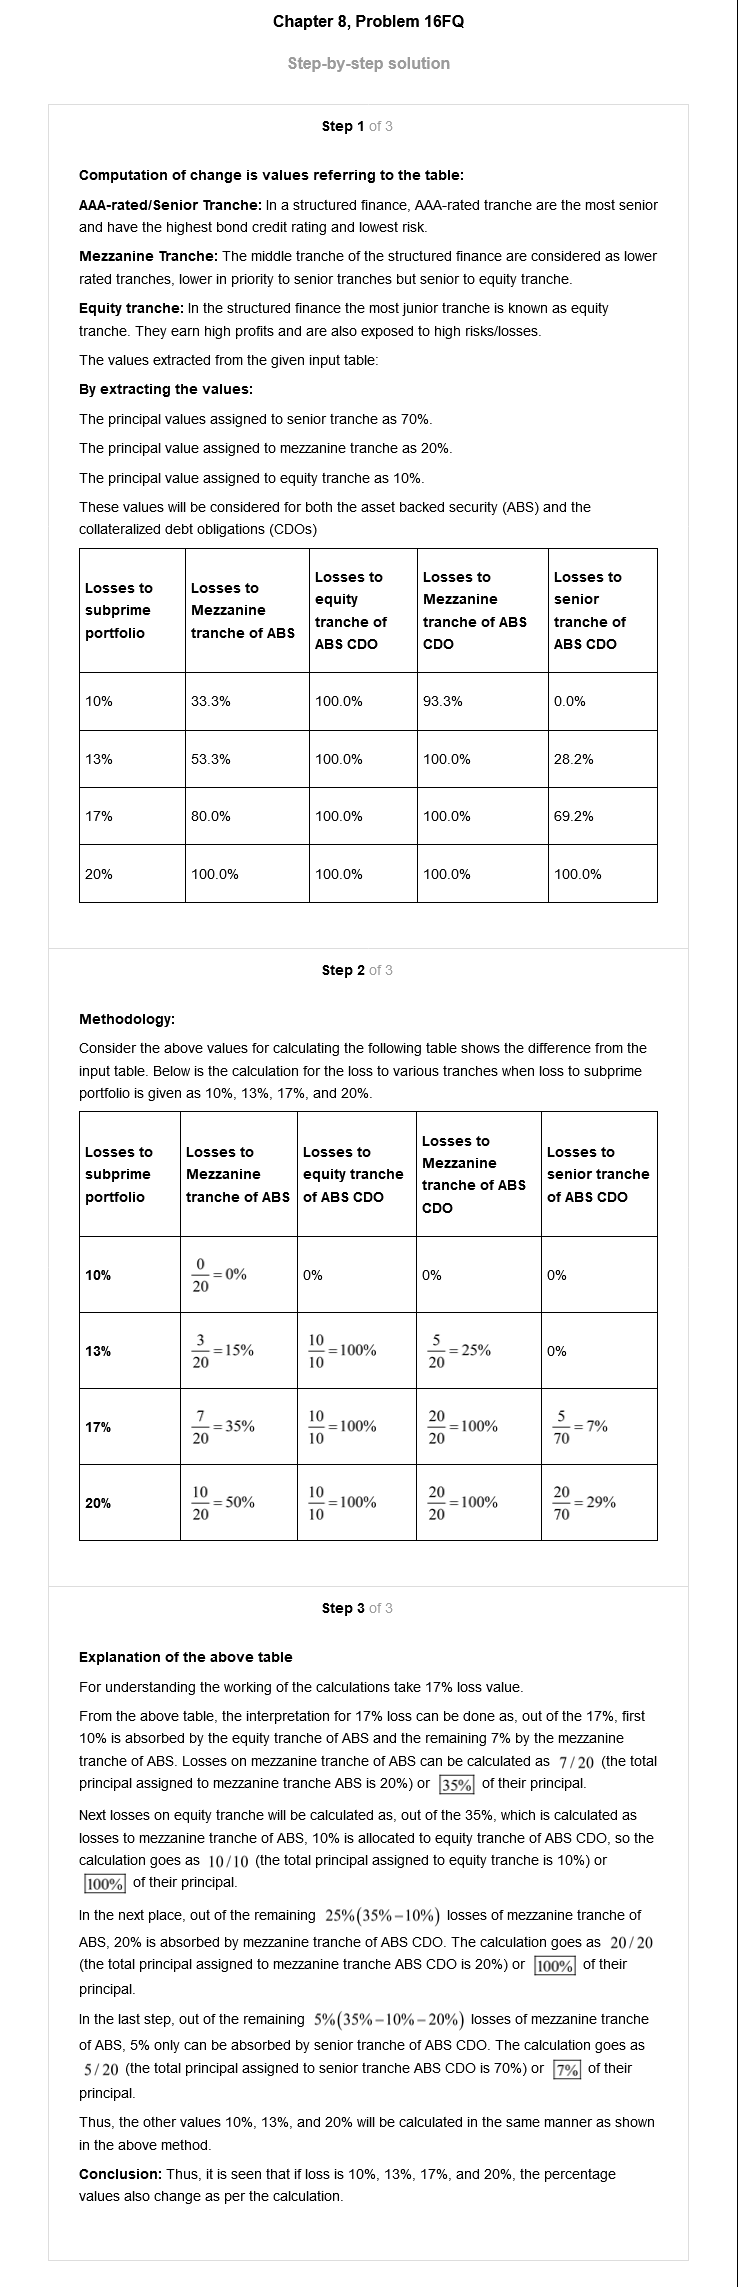 Chapter 8, Problem 16FQ
Step-by-step solution
Step 1 of 3
Computation of change is values referring to the table:
AAA-rated/Senior Tranche: In a structured finance, AAA-rated tranche are the most senior
and have the highest bond credit rating and lowest risk.
Mezzanine Tranche: The middle tranche of the structured finance are considered as lower
rated tranches, lower in priority to senior tranches but senior to equity tranche.
Equity tranche: In the structured finance the most junior tranche is known as equity
tranche. They earn high profits and are also exposed to high risks/losses.
The values extracted from the given input table:
By extracting the values:
The principal values assigned to senior tranche as 70%.
The principal value assigned to mezzanine tranche as 20%.
The principal value assigned to equity tranche as 10%.
These values will be considered for both the asset backed security (ABS) and the
collateralized debt obligations (CDOs)
Losses to
subprime
portfolio
Losses to
Mezzanine
tranche of ABS
Losses to
equity
tranche of
ABS CDO
Losses to
Mezzanine
tranche of ABS
CDO
Losses to
senior
tranche of
ABS CDO
10% 33.3% 100.0% 93.3% 0.0%
13% 53.3% 100.0% 100.0% 28.2%
17% 80.0% 100.0% 100.0% 69.2%
20% 100.0% 100.0% 100.0% 100.0%
Step 2 of 3
Methodology:
Consider the above values for calculating the following table shows the difference from the
input table. Below is the calculation for the loss to various tranches when loss to subprime
portfolio is given as 10%, 13%, 17%, and 20%.
Losses to
subprime
portfolio
Losses to
Mezzanine
tranche of ABS
Losses to
equity tranche
of ABS CDO
Losses to
Mezzanine
tranche of ABS
CDO
Losses to
senior tranche
of ABS CDO
10% 0/20 = 0% 0% 0% 0%
13% 3/20 = 15% 10/10 = 100% 5/20 = 25% 0%
17% 7/20 = 35% 10/10 = 100% 20/20 = 100% 5/70 = 7%
20% 10/20 = 50% 10/10 = 100% 20/20 = 100% 20/70 = 29%
Step 3 of 3
Explanation of the above table
For understanding the working of the calculations take 17% loss value.
From the above table, the interpretation for 17% loss can be done as, out of the 17%, first
10% is absorbed by the equity tranche of ABS and the remaining 7% by the mezzanine
tranche of ABS. Losses on mezzanine tranche of ABS can be calculated as 7/20 (the total
principal assigned to mezzanine tranche ABS is 20%) or 35% of their principal.
Next losses on equity tranche will be calculated as, out of the 35%, which is calculated as
losses to mezzanine tranche of ABS, 10% is allocated to equity tranche of ABS CDO, so the
calculation goes as 10/10 (the total principal assigned to equity tranche is 10%) or
100% of their principal.
In the next place, out of the remaining 25%(35%−10%) losses of mezzanine tranche of
ABS, 20% is absorbed by mezzanine tranche of ABS CDO. The calculation goes as 20/20
(the total principal assigned to mezzanine tranche ABS CDO is 20%) or 100% of their
principal.
In the last step, out of the remaining 5%(35%−10%−20%) losses of mezzanine tranche
of ABS, 5% only can be absorbed by senior tranche of ABS CDO. The calculation goes as
5/20 (the total principal assigned to senior tranche ABS CDO is 70%) or 7% of their
principal.
Thus, the other values 10%, 13%, and 20% will be calculated in the same manner as shown
in the above method.
Conclusion: Thus, it is seen that if loss is 10%, 13%, 17%, and 20%, the percentage
values also change as per the calculation.